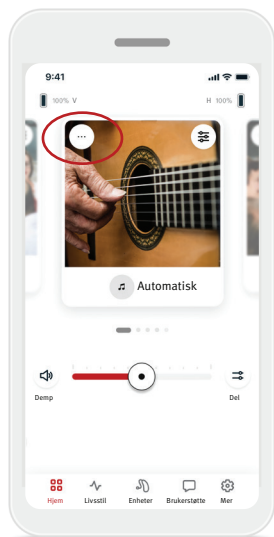 9:41
100% V H 100%
...
Automatisk
Demp Del
Hjem Livsstil Enheter Brukerstøtte Mer